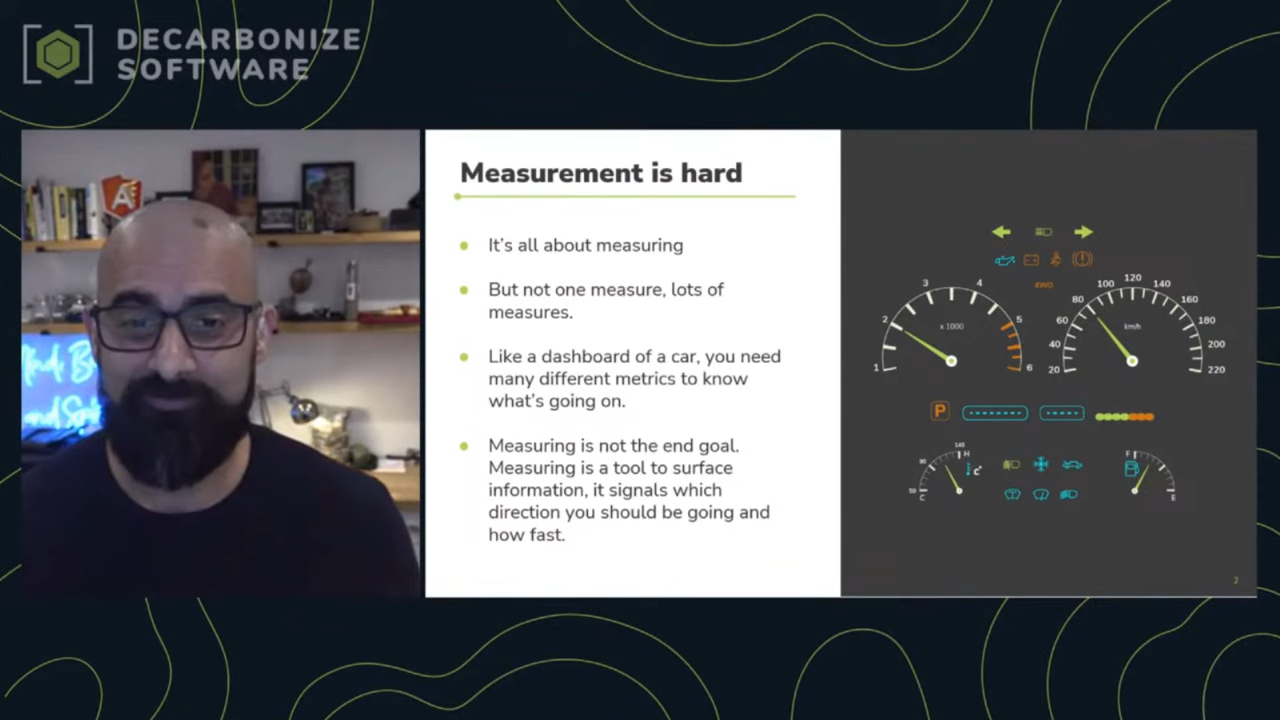 DECARBONIZE
SOFTWARE
A
Measurement is hard
It's all about measuring
But not one measure, lots of
measures.
Like a dashboard of a car, you need
many different metrics to know
what's going on.
Measuring is not the end goal.
Measuring is a tool to surface
information, it signals which
direction you should be going and
how fast.
4WD
1 2 3 4 5 6
x 1000
20 40 60 80 100 120 140 160 180 200 220
km/h
P
50 90 140
C H
C°
F E
2